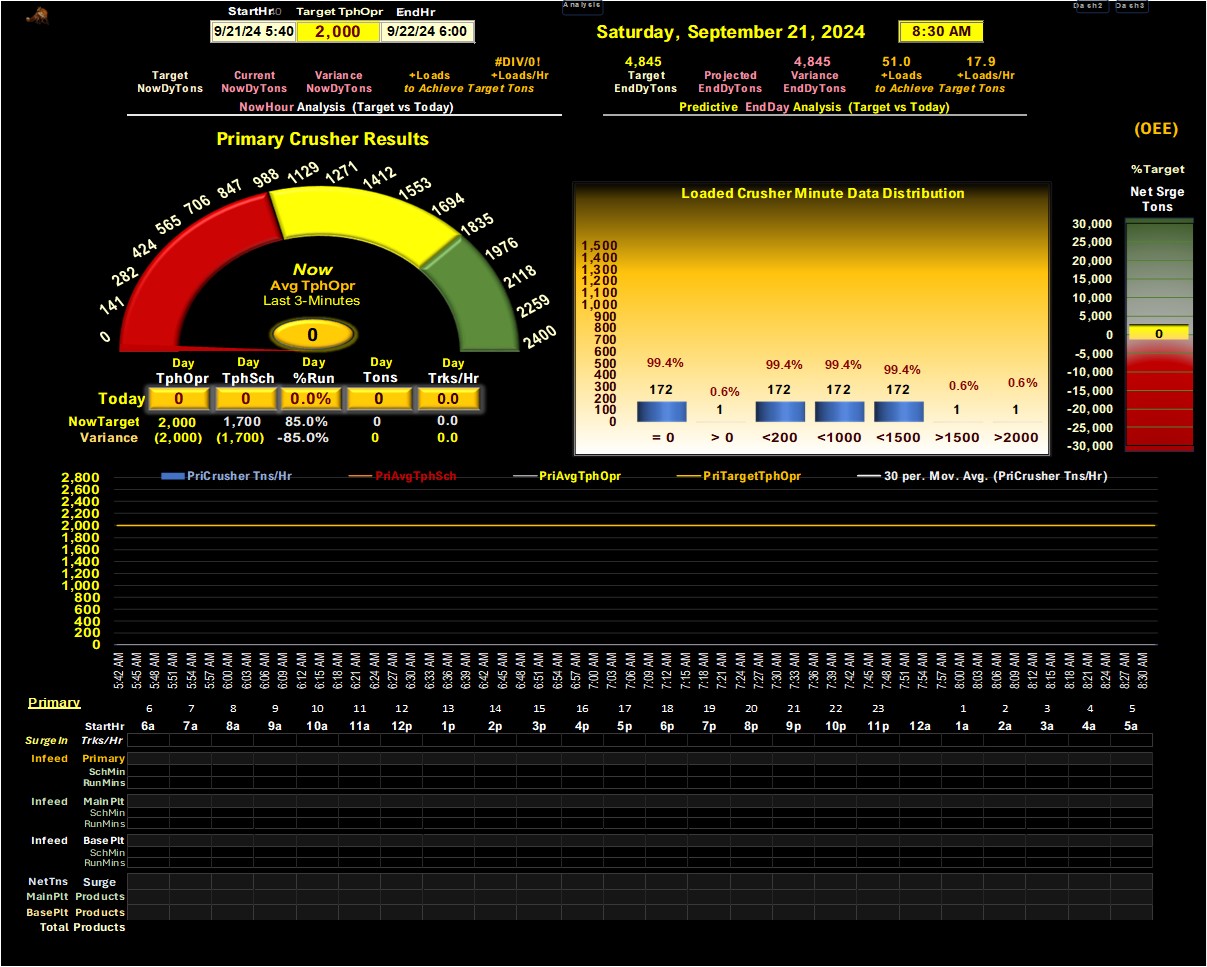 Analysis
Dash2 Dash3
StartHr Target TphOpr EndHr
9/21/24 5:40 2,000 9/22/24 6:00
Saturday, September 21, 2024 8:30 AM
#DIV/0!
Target Current Variance +Loads +Loads/Hr
NowDyTons NowDyTons NowDyTons to Achieve Target Tons
NowHour Analysis (Target vs Today)
4,845 4,845 51.0 17.9
Target Projected Variance +Loads +Loads/Hr
EndDyTons EndDyTons EndDyTons to Achieve Target Tons
Predictive EndDay Analysis (Target vs Today)
Primary Crusher Results
0 141 282 424 565 706 847 988 1129 1271 1412 1553 1694 1835 1976 2118 2259 2400
Now
Avg TphOpr
Last 3-Minutes
0
Day Day Day Day Day
TphOpr TphSch %Run Tons Trks/Hr
Today 0 0 0.0% 0 0.0
NowTarget 2,000 1,700 85.0% 0 0.0
Variance (2,000) (1,700) -85.0% 0 0.0
Loaded Crusher Minute Data Distribution
1,500
1,400
1,300
1,200
1,100
1,000
900
800
700
600
500
400
300
200
100
0
99.4% 0.6% 99.4% 99.4% 99.4% 0.6% 0.6%
172 1 172 172 172 1 1
= 0 > 0 <200 <1000 <1500 >1500 >2000
(OEE)
%Target
Net Srge
Tons
30,000
25,000
20,000
15,000
10,000
5,000
0
-5,000
-10,000
-15,000
-20,000
-25,000
-30,000
0
PriCrusher Tns/Hr PriAvgTphSch PriAvgTphOpr PriTargetTphOpr 30 per. Mov. Avg. (PriCrusher Tns/Hr)
2,800
2,600
2,400
2,200
2,000
1,800
1,600
1,400
1,200
1,000
800
600
400
200
0
5:42 AM 5:45 AM 5:48 AM 5:51 AM 5:54 AM 5:57 AM 6:00 AM 6:03 AM 6:06 AM 6:09 AM 6:12 AM 6:15 AM 6:18 AM 6:21 AM 6:24 AM 6:27 AM 6:30 AM 6:33 AM 6:36 AM 6:39 AM 6:42 AM 6:45 AM 6:48 AM 6:51 AM 6:54 AM 6:57 AM 7:00 AM 7:03 AM 7:06 AM 7:09 AM 7:12 AM 7:15 AM 7:18 AM 7:21 AM 7:24 AM 7:27 AM 7:30 AM 7:33 AM 7:36 AM 7:39 AM 7:42 AM 7:45 AM 7:48 AM 7:51 AM 7:54 AM 7:57 AM 8:00 AM 8:03 AM 8:06 AM 8:09 AM 8:12 AM 8:15 AM 8:18 AM 8:21 AM 8:24 AM 8:27 AM 8:30 AM
Primary
6 7 8 9 10 11 12 13 14 15 16 17 18 19 20 21 22 23 1 2 3 4 5
StartHr 6a 7a 8a 9a 10a 11a 12p 1p 2p 3p 4p 5p 6p 7p 8p 9p 10p 11p 12a 1a 2a 3a 4a 5a
SurgeIn Trks/Hr
Infeed Primary
SchMin
RunMins
Infeed MainPlt
SchMin
RunMins
Infeed BasePlt
SchMin
RunMins
NetTns Surge
MainPlt Products
BasePlt Products
Total Products